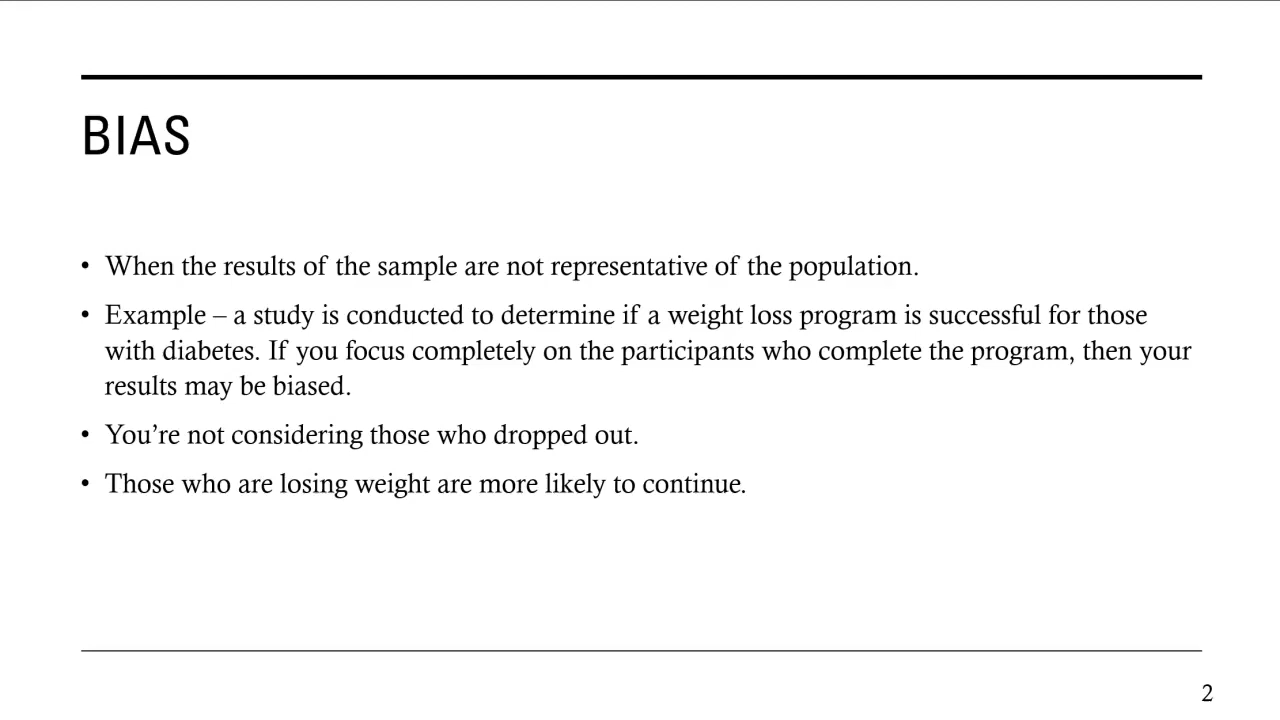 BIAS
• When the results of the sample are not representative of the population.
• Example – a study is conducted to determine if a weight loss program is successful for those
with diabetes. If you focus completely on the participants who complete the program, then your
results may be biased.
• You’re not considering those who dropped out.
• Those who are losing weight are more likely to continue.
2